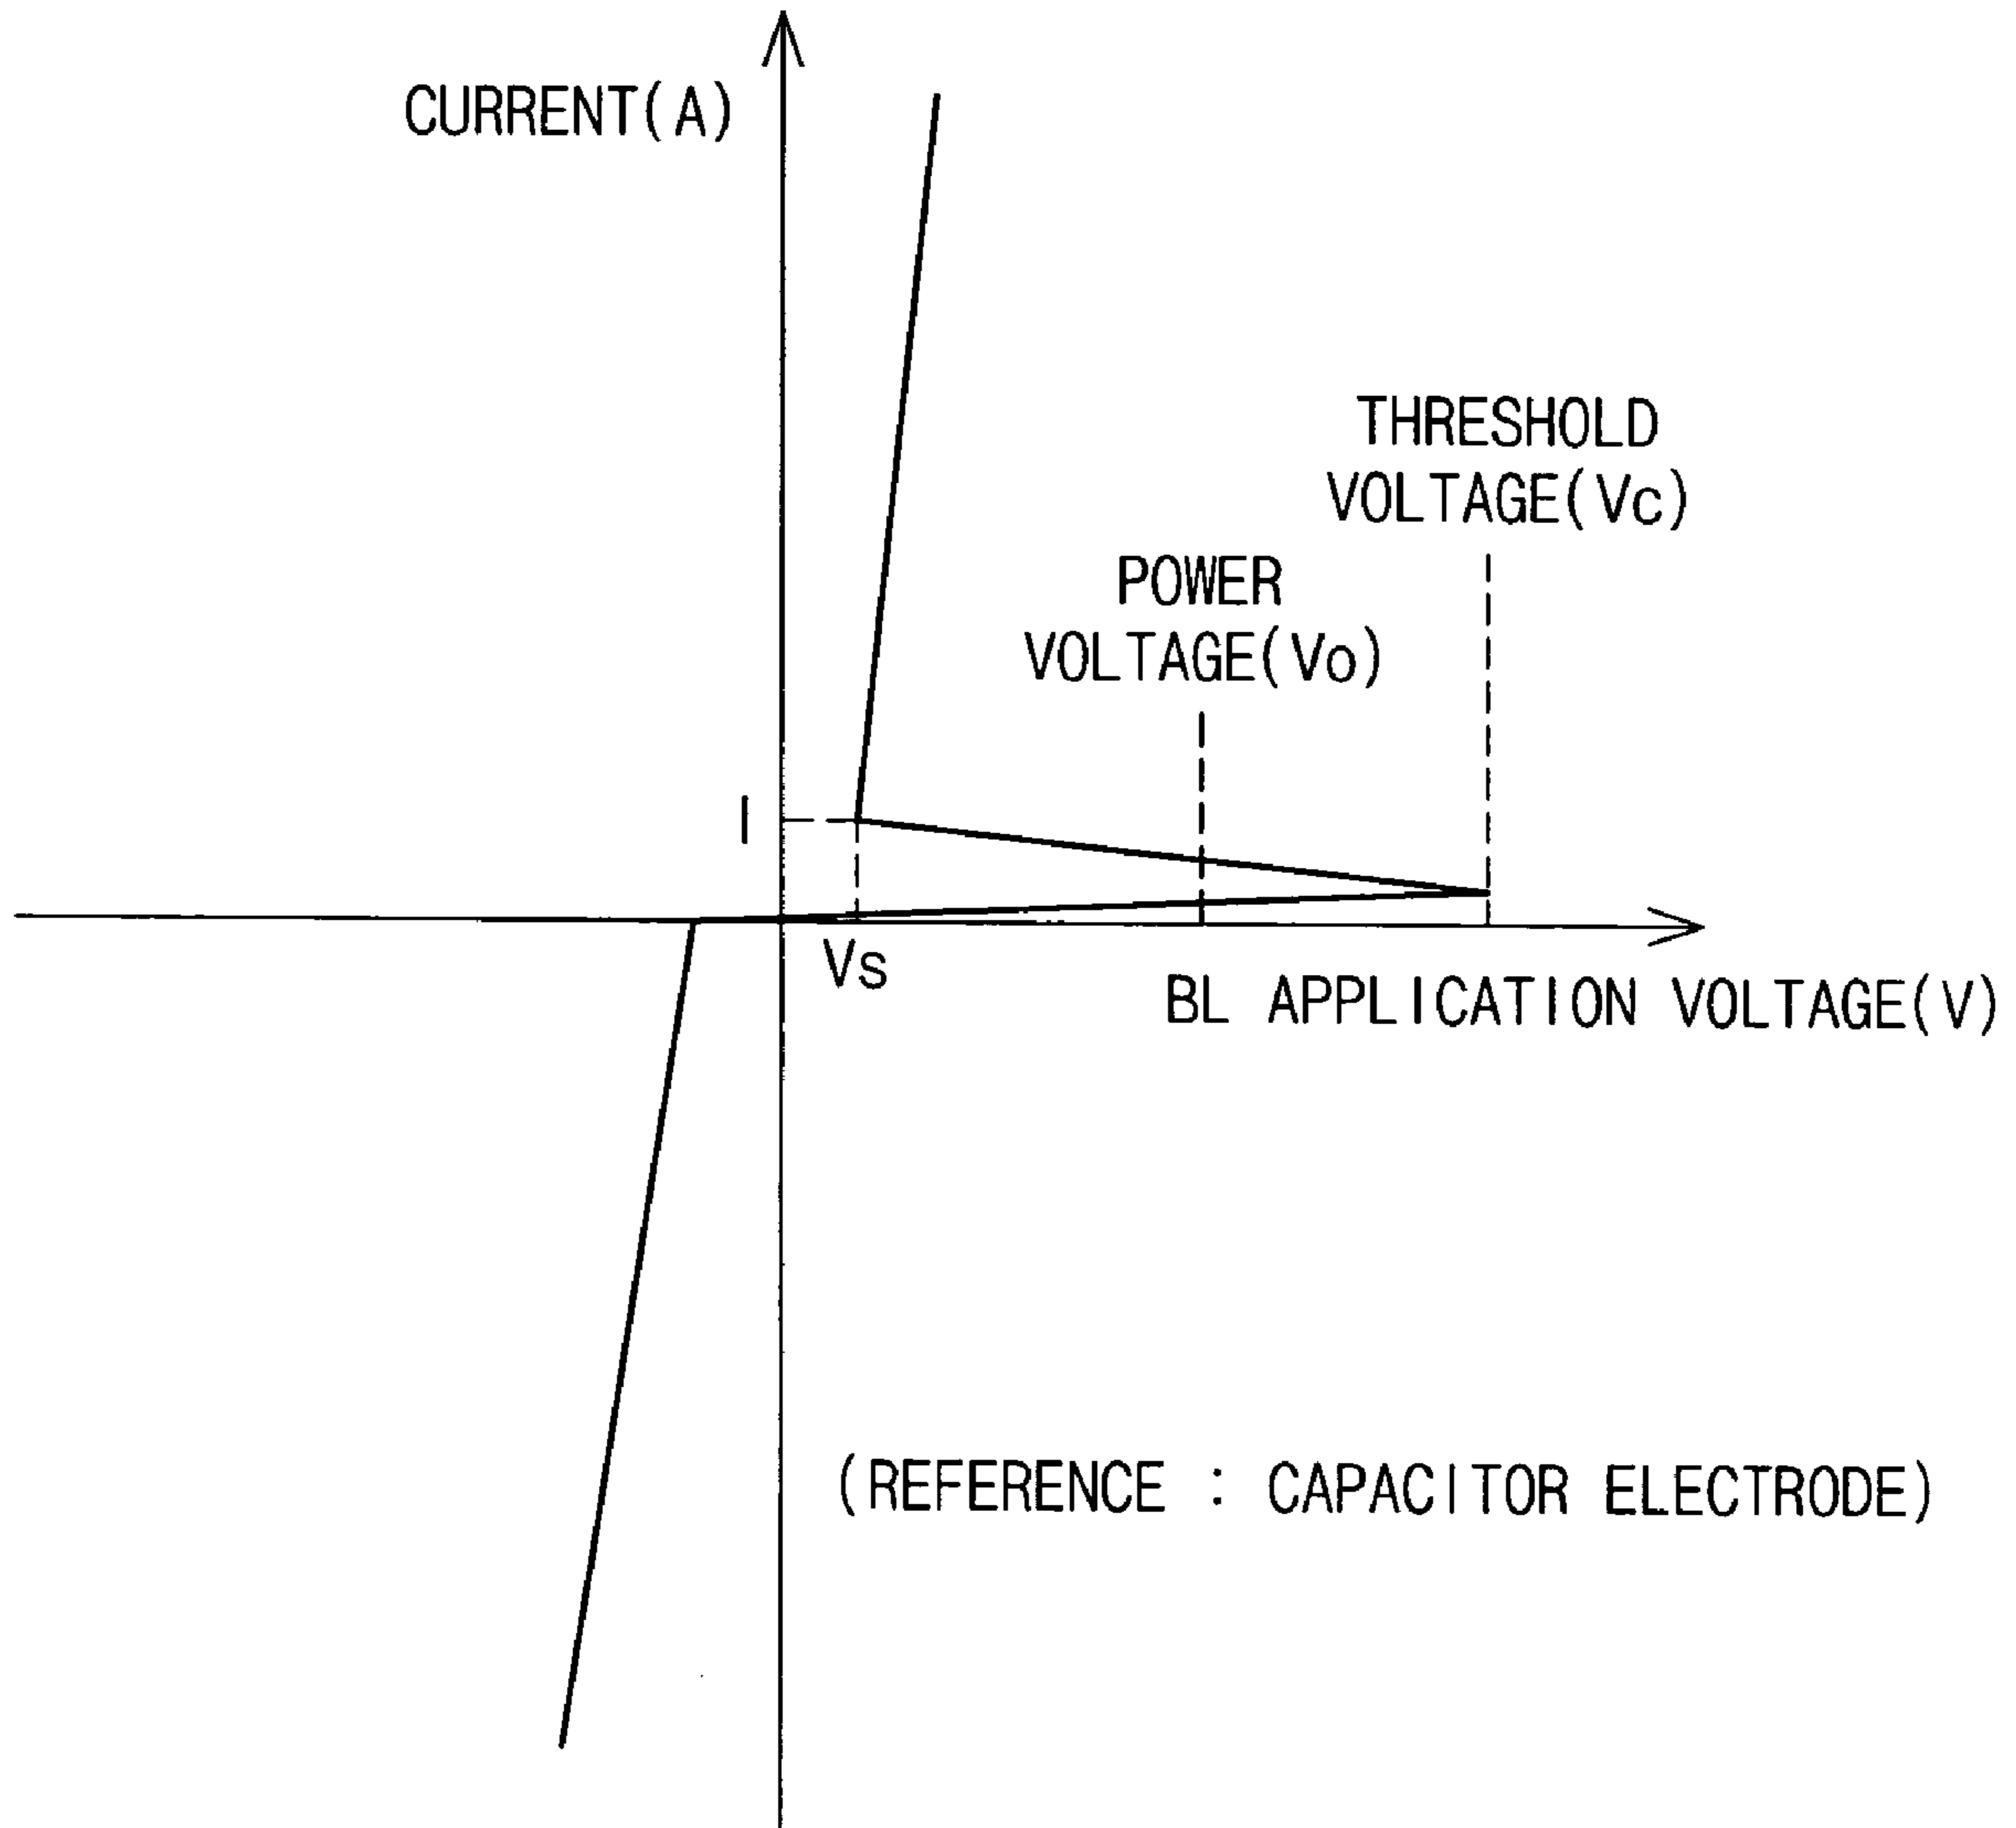 CURRENT(A)
THRESHOLD
VOLTAGE(Vc)
POWER
VOLTAGE(Vo)
I
Vs
BL APPLICATION VOLTAGE(V)
(REFERENCE : CAPACITOR ELECTRODE)